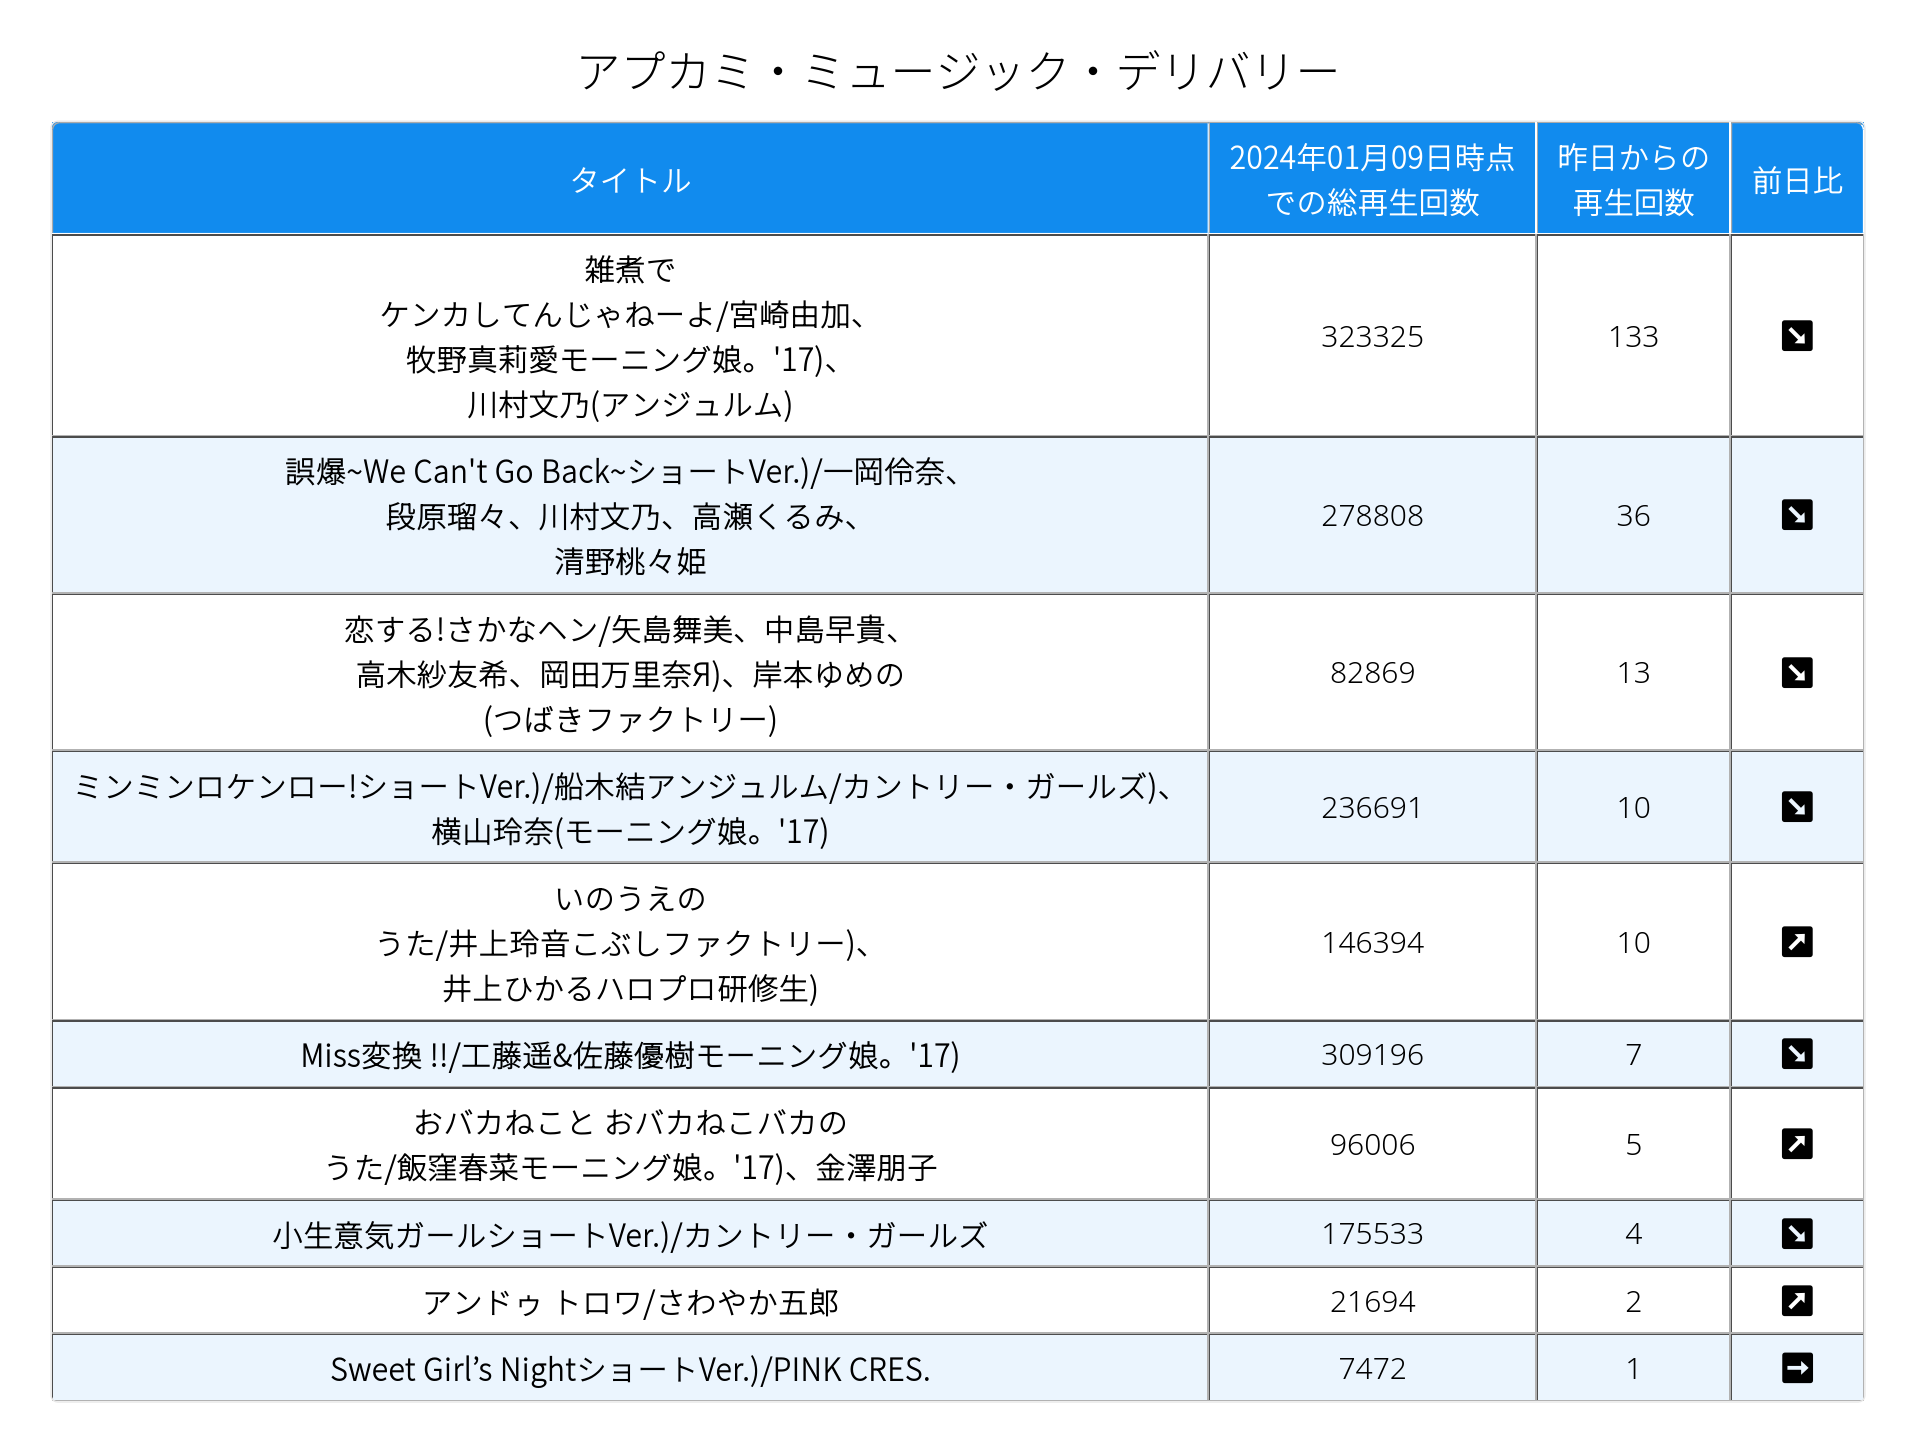 アプカミ・ミュージック・デリバリー
タイトル
2024年01月09日時点
での総再生回数
昨日からの
再生回数
前日比
雑煮で
ケンカしてんじゃねーよ/宮崎由加、
牧野真莉愛モーニング娘。'17)、
川村文乃(アンジュルム)
323325
133
誤爆~We Can't Go Back~ショートVer.)/一岡伶奈、
段原瑠々、川村文乃、高瀬くるみ、
清野桃々姫
278808
36
恋する!さかなヘン/矢島舞美、中島早貴、
高木紗友希、岡田万里奈Я)、岸本ゆめの
(つばきファクトリー)
82869
13
ミンミンロケンロー!ショートVer.)/船木結アンジュルム/カントリー・ガールズ)、
横山玲奈(モーニング娘。'17)
236691
10
いのうえの
うた/井上玲音こぶしファクトリー)、
井上ひかるハロプロ研修生)
146394
10
Miss変換 !!/工藤遥&佐藤優樹モーニング娘。'17)
309196
7
おバカねこと おバカねこバカの
うた/飯窪春菜モーニング娘。'17)、金澤朋子
96006
5
小生意気ガールショートVer.)/カントリー・ガールズ
175533
4
アンドゥ トロワ/さわやか五郎
21694
2
Sweet Girl’s NightショートVer.)/PINK CRES.
7472
1